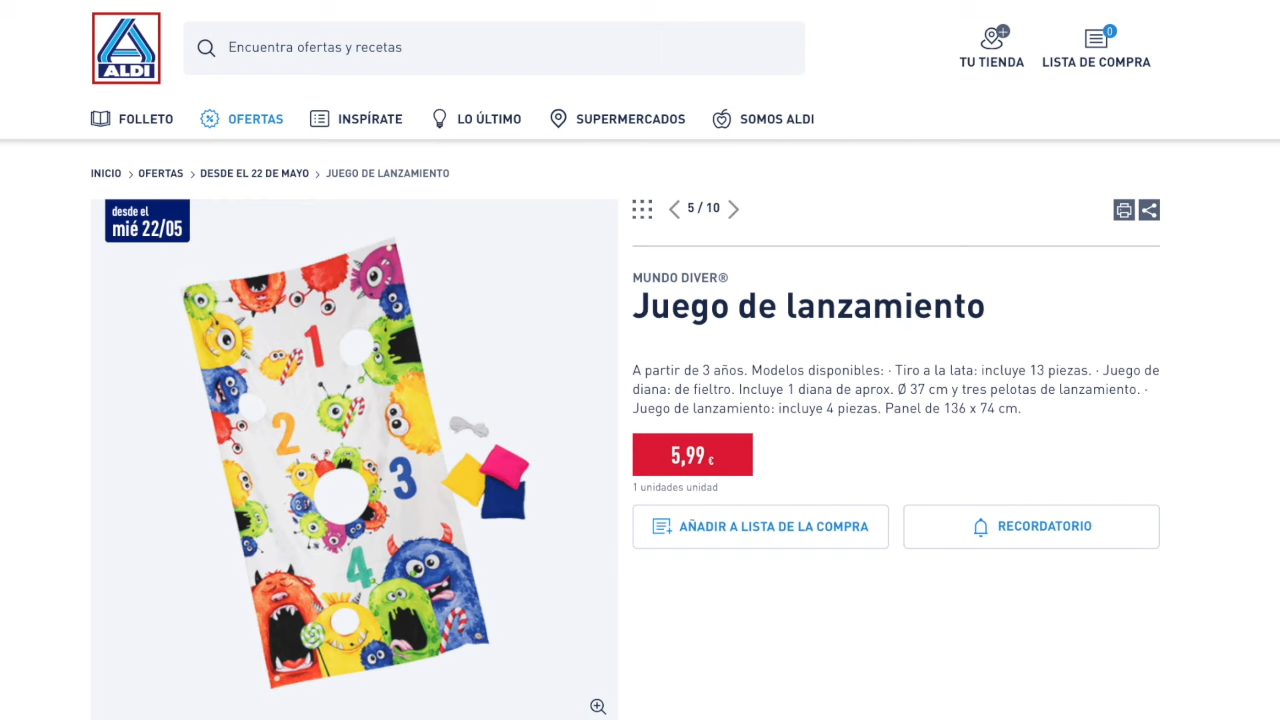 ALDI
Encuentra ofertas y recetas
TU TIENDA
0
LISTA DE COMPRA
FOLLETO
OFERTAS
INSPÍRATE
LO ÚLTIMO
SUPERMERCADOS
SOMOS ALDI
INICIO > OFERTAS > DESDE EL 22 DE MAYO > JUEGO DE LANZAMIENTO
desde el
mié 22/05
5 / 10
MUNDO DIVER®
Juego de lanzamiento
A partir de 3 años. Modelos disponibles: · Tiro a la lata: incluye 13 piezas. · Juego de
diana: de fieltro. Incluye 1 diana de aprox. Ø 37 cm y tres pelotas de lanzamiento. ·
Juego de lanzamiento: incluye 4 piezas. Panel de 136 x 74 cm.
5,99 €
1 unidades unidad
AÑADIR A LISTA DE LA COMPRA
RECORDATORIO
1
2
3
4